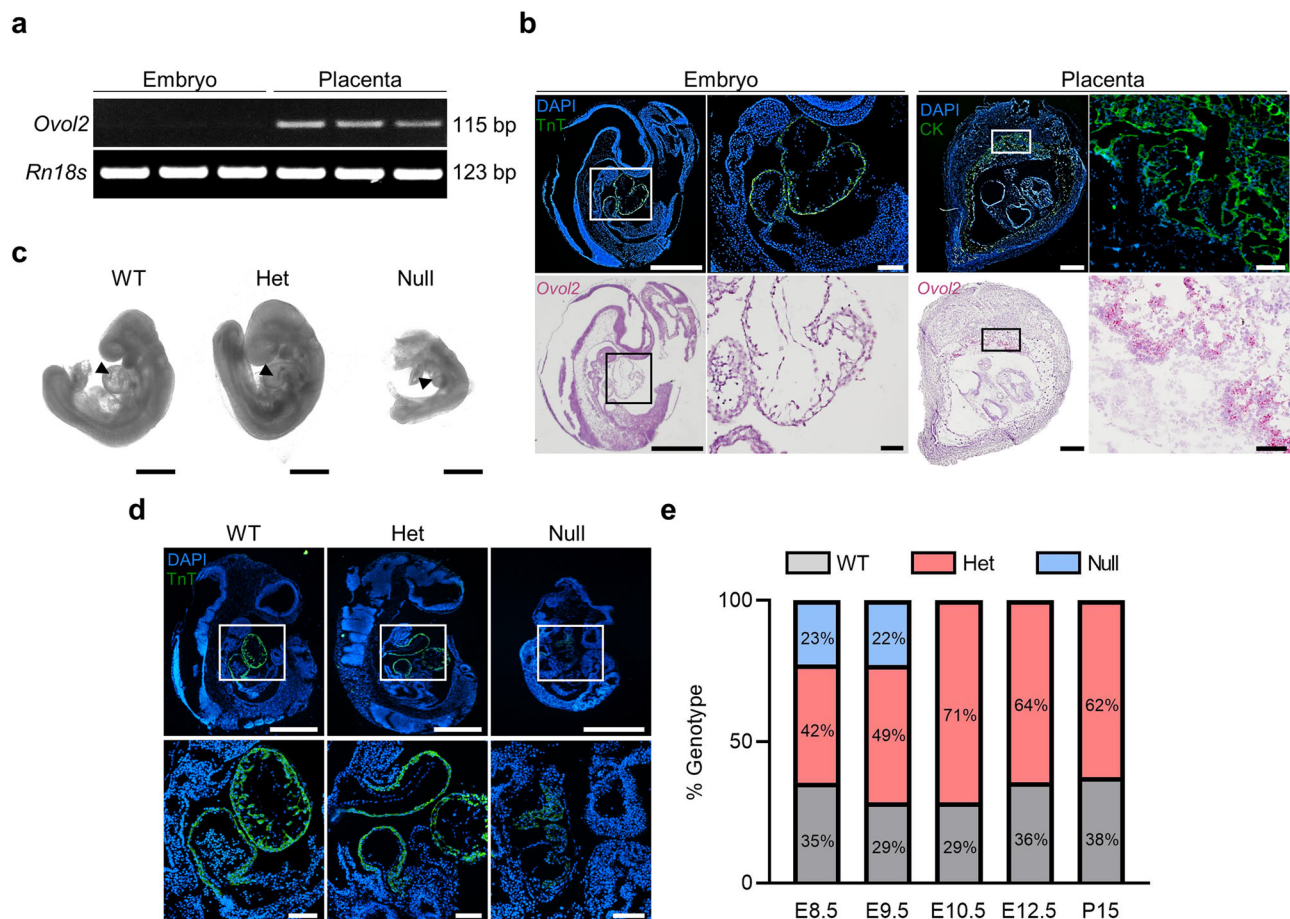 a
Embryo Placenta
Ovol2 115 bp
Rn18s 123 bp
b
Embryo Placenta
DAPI
TnT
DAPI
CK
Ovol2
Ovol2
c
WT Het Null
d
WT Het Null
DAPI
TnT
e
WT Het Null
% Genotype
100
50
0
23% 22%
42% 49% 71% 64% 62%
35% 29% 29% 36% 38%
E8.5 E9.5 E10.5 E12.5 P15